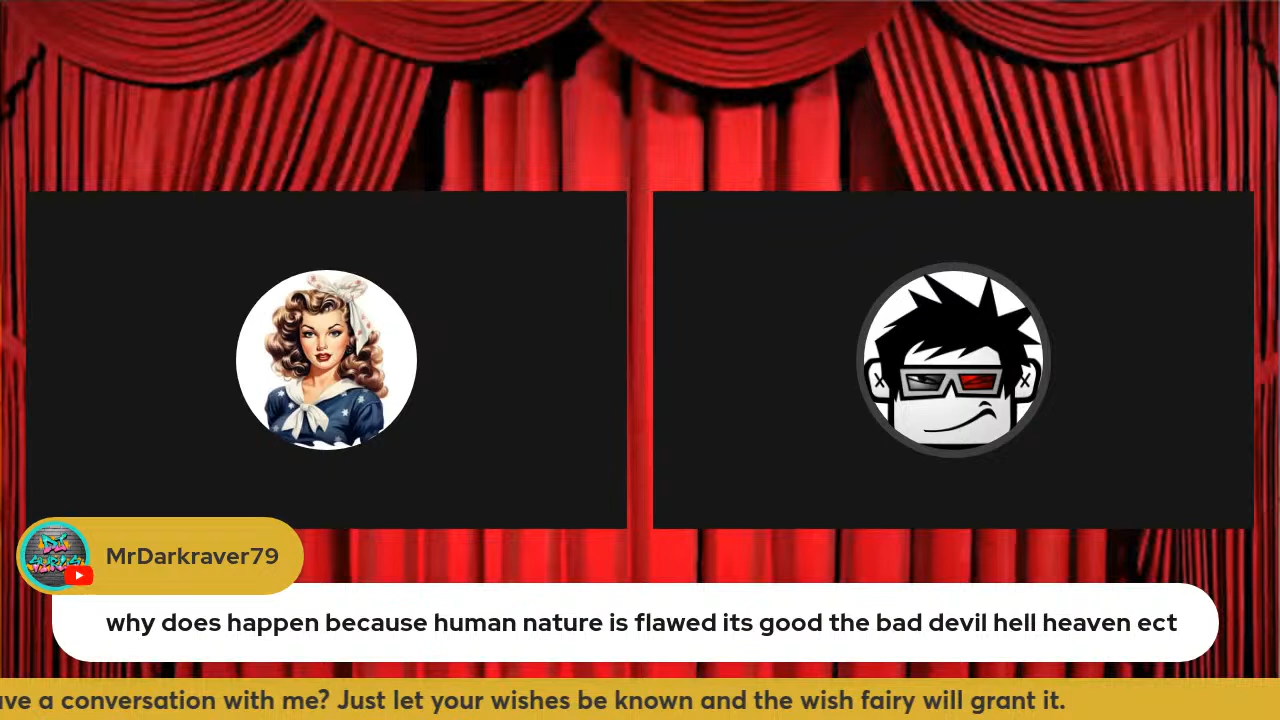 MrDarkraver79
why does happen because human nature is flawed its good the bad devil hell heaven ect
ve a conversation with me? Just let your wishes be known and the wish fairy will grant it.